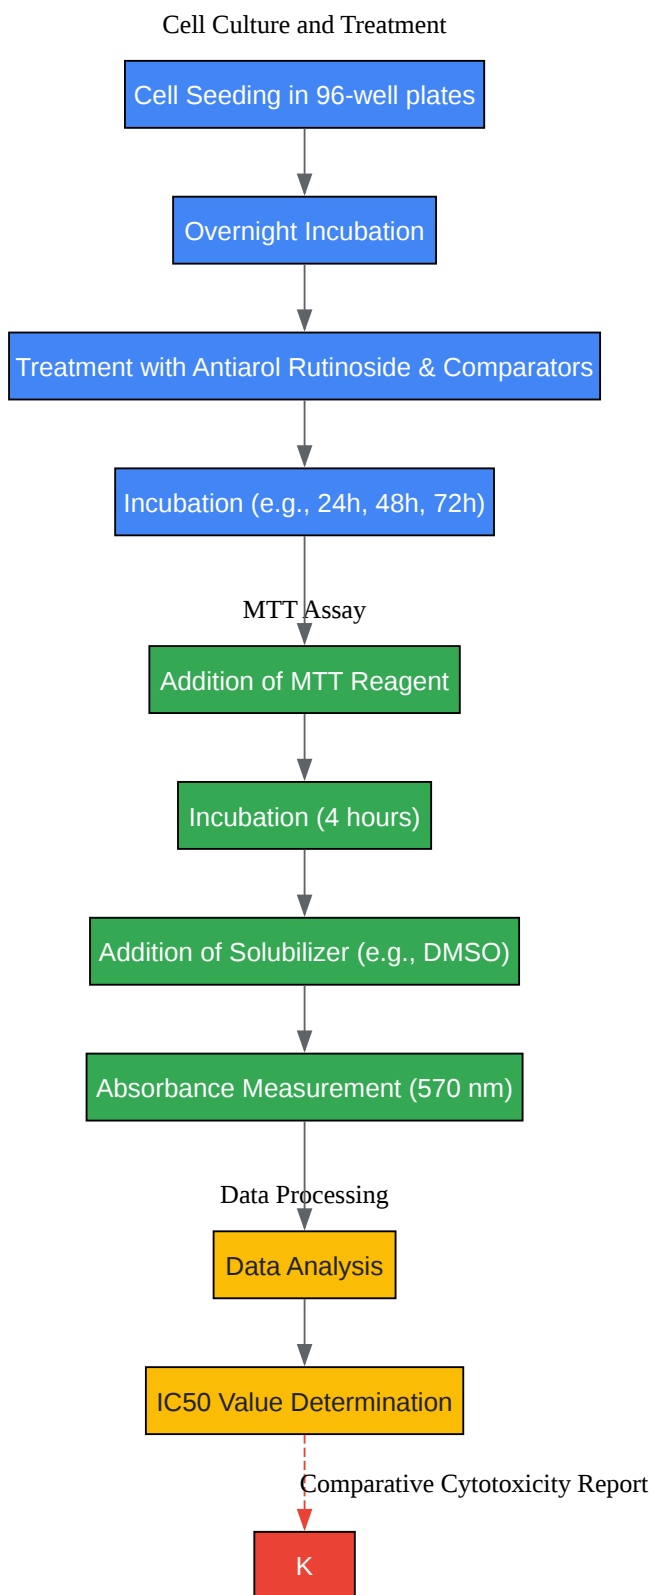 Cell Culture and Treatment
Cell Seeding in 96-well plates
Overnight Incubation
Treatment with Antiarol Rutinoside & Comparators
Incubation (e.g., 24h, 48h, 72h)
MTT Assay
Addition of MTT Reagent
Incubation (4 hours)
Addition of Solubilizer (e.g., DMSO)
Absorbance Measurement (570 nm)
Data Processing
Data Analysis
IC50 Value Determination
Comparative Cytotoxicity Report
K